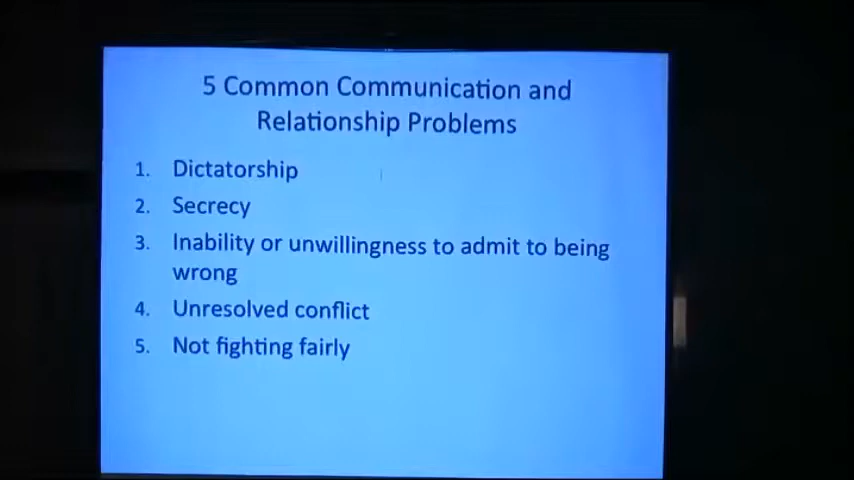 5 Common Communication and
Relationship Problems
1. Dictatorship
2. Secrecy
3. Inability or unwillingness to admit to being
wrong
4. Unresolved conflict
5. Not fighting fairly